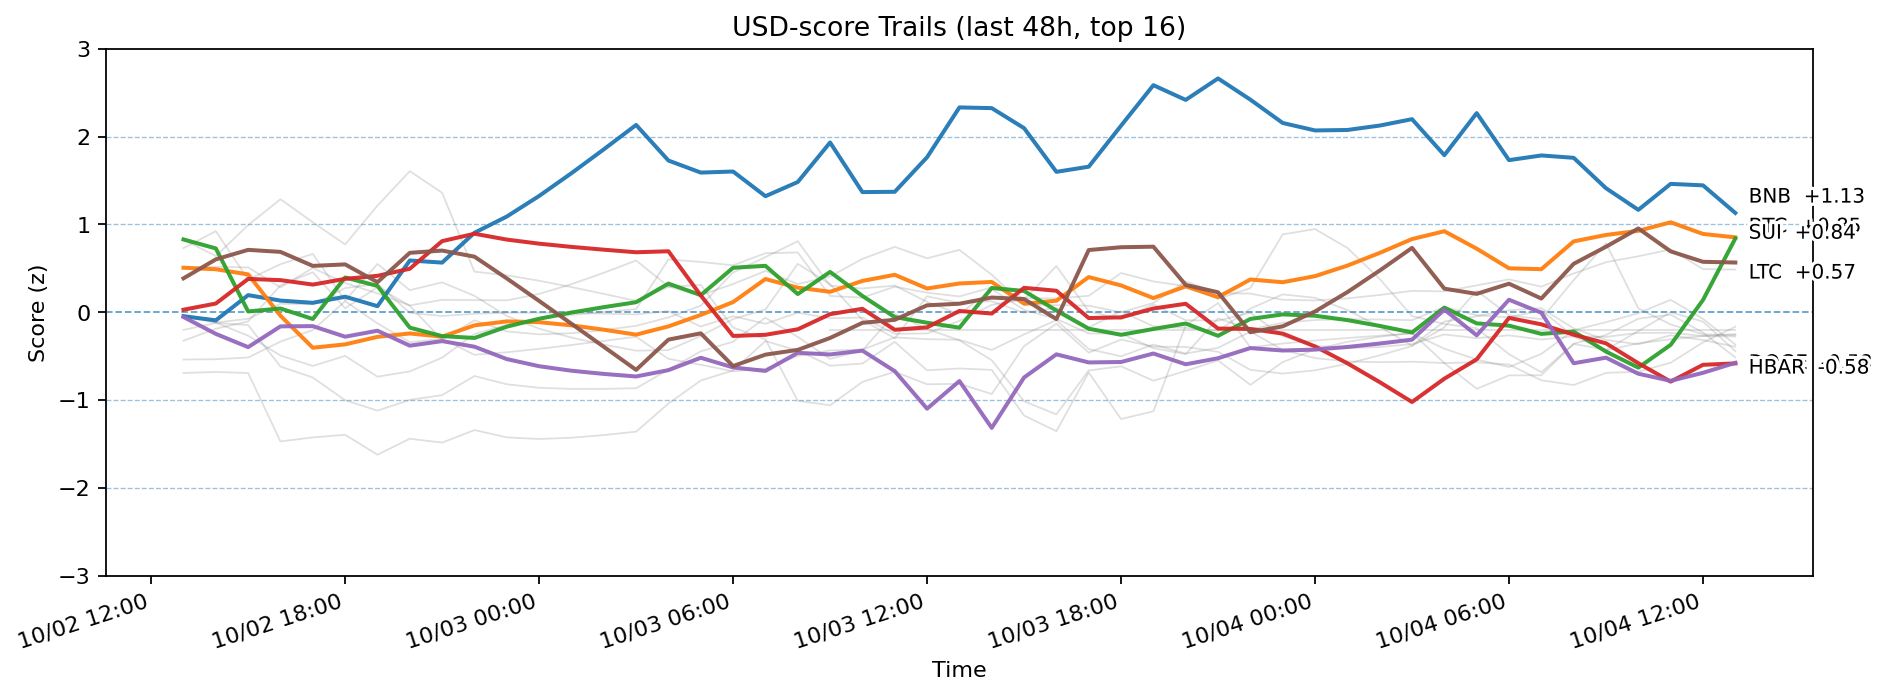 USD-score Trails (last 48h, top 16)
Score (z)
3
2
1
0
−1
−2
−3
BNB +1.13
SUI +0.84
LTC +0.57
HBAR -0.58
10/02 12:00
10/02 18:00
10/03 00:00
10/03 06:00
10/03 12:00
10/03 18:00
10/04 00:00
10/04 06:00
10/04 12:00
Time